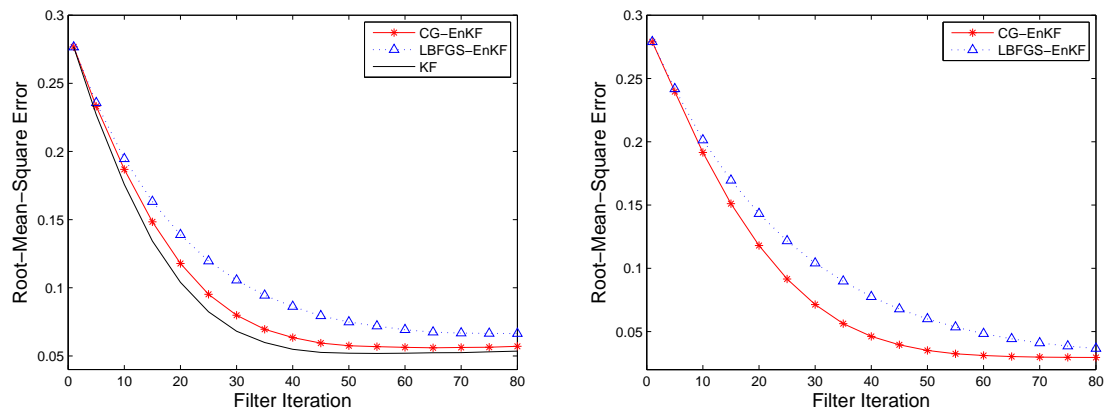 0.3
0.25
0.2
0.15
0.1
0.05
0 10 20 30 40 50 60 70 80
Root−Mean−Square Error
Filter Iteration
CG−EnKF
LBFGS−EnKF
KF
0.3
0.25
0.2
0.15
0.1
0.05
0 10 20 30 40 50 60 70 80
Root−Mean−Square Error
Filter Iteration
CG−EnKF
LBFGS−EnKF